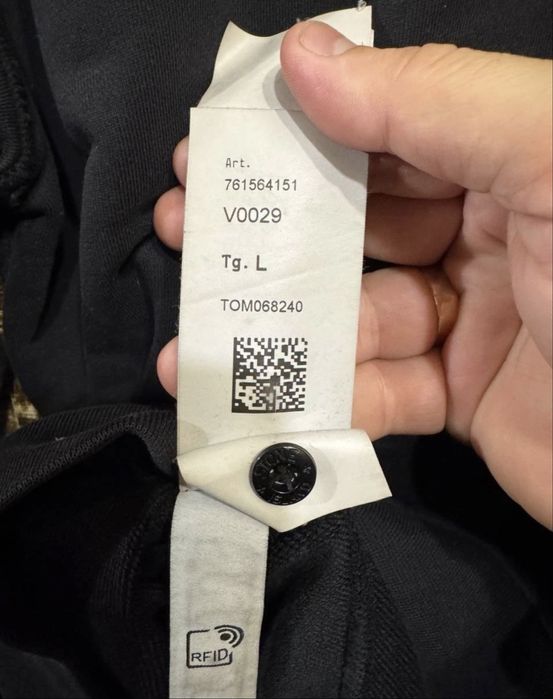 Art.
761564151
V0029
Tg. L
TOM068240
RFID